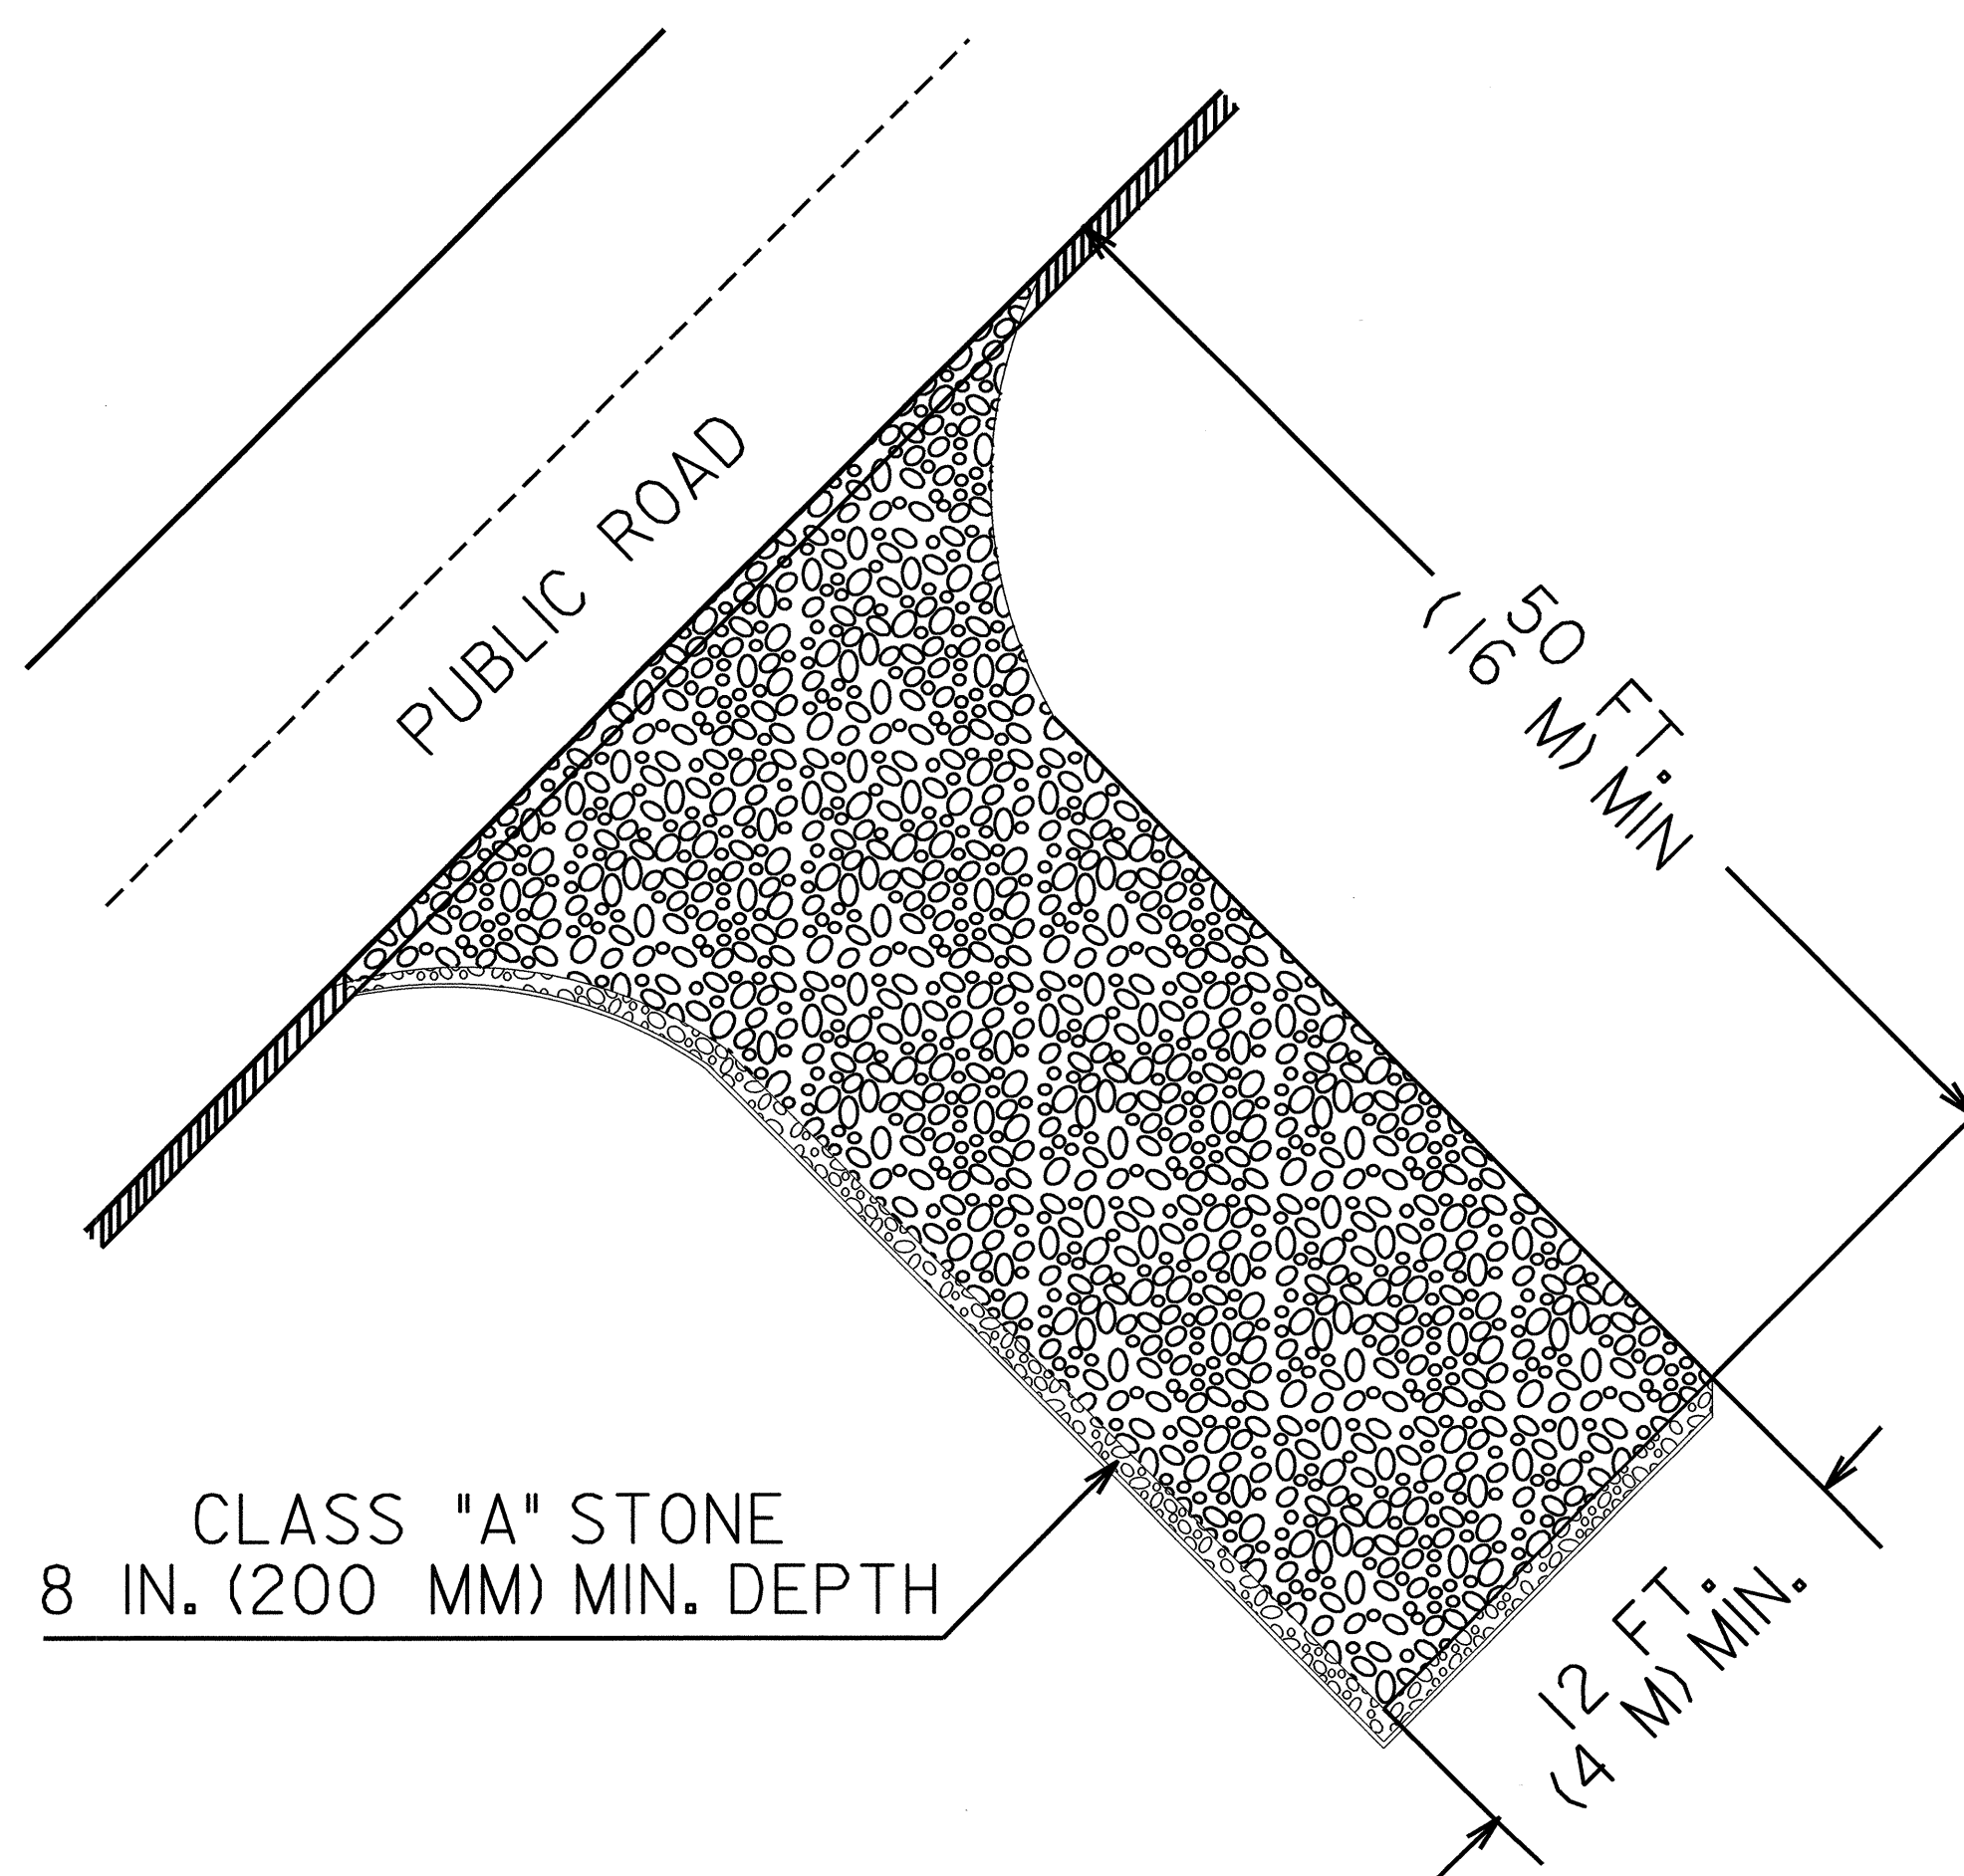 PUBLIC ROAD
50 FT.
(16 M) MIN
CLASS "A" STONE
8 IN. (200 MM) MIN. DEPTH
12 FT.
(4 M) MIN.